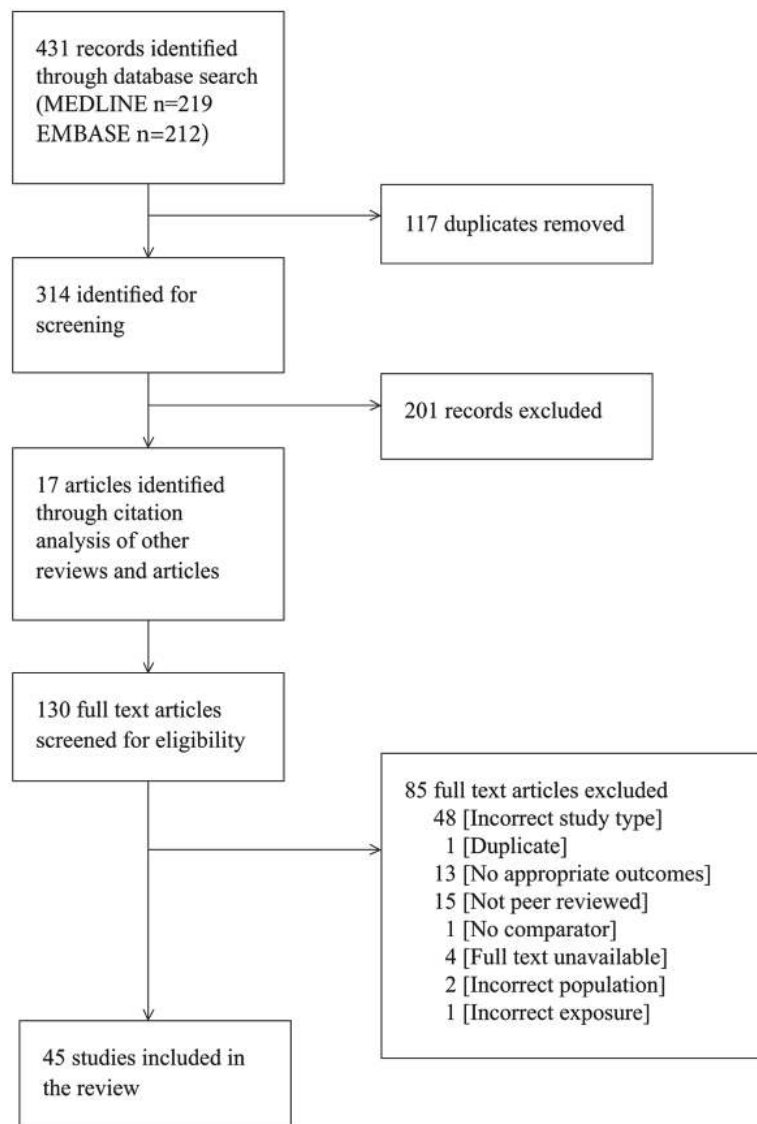 431 records identified
through database search
(MEDLINE n=219
EMBASE n=212)
117 duplicates removed
314 identified for
screening
201 records excluded
17 articles identified
through citation
analysis of other
reviews and articles
130 full text articles
screened for eligibility
85 full text articles excluded
48 [Incorrect study type]
1 [Duplicate]
13 [No appropriate outcomes]
15 [Not peer reviewed]
1 [No comparator]
4 [Full text unavailable]
2 [Incorrect population]
1 [Incorrect exposure]
45 studies included in
the review